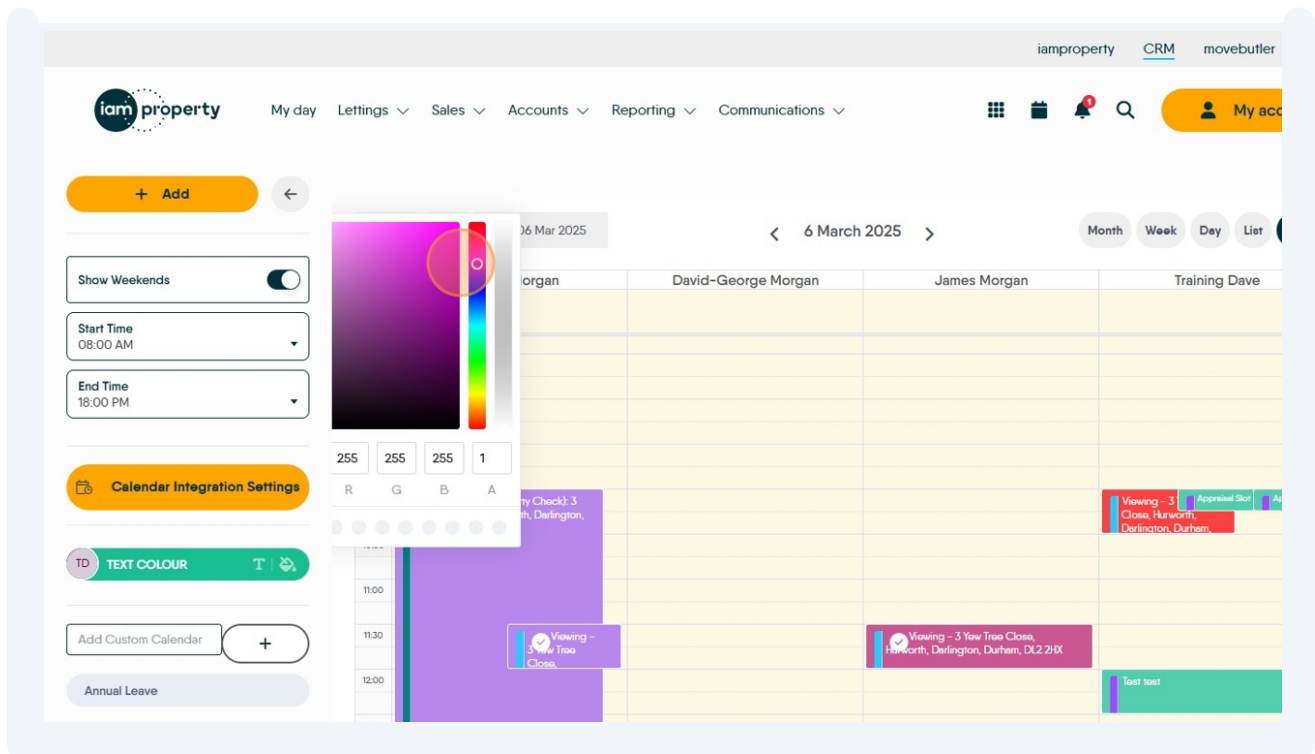 iamproperty CRM movebutler
iam property My day Lettings Sales Accounts Reporting Communications 1 My acc
+ Add
06 Mar 2025 6 March 2025 Month Week Day List
Show Weekends
organ David-George Morgan James Morgan Training Dave
Start Time
08:00 AM
End Time
18:00 PM
255 255 255 1
R G B A
Calendar Integration Settings
ty Check): 3
th, Darlington,
Viewing – 3
Close, Hurworth,
Darlington, Durham,
Appraisal Slot
Ap
TD TEXT COLOUR T
11:00
Add Custom Calendar +
11:30
Viewing –
3 Yew Tree
Close,
Viewing – 3 Yew Tree Close,
Hurworth, Darlington, Durham, DL2 2HX
Annual Leave
12:00
Test test